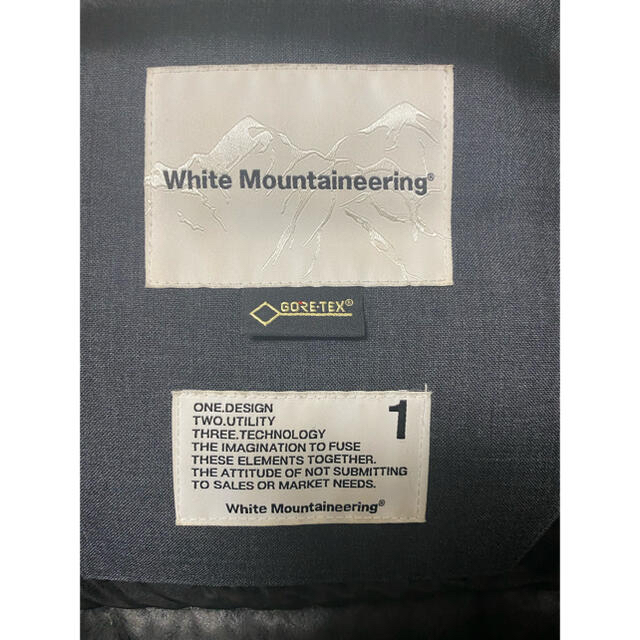 White Mountaineering®
GORE-TEX®
ONE.DESIGN
TWO.UTILITY
THREE.TECHNOLOGY
THE IMAGINATION TO FUSE
THESE ELEMENTS TOGETHER.
THE ATTITUDE OF NOT SUBMITTING
TO SALES OR MARKET NEEDS.
1
White Mountaineering®